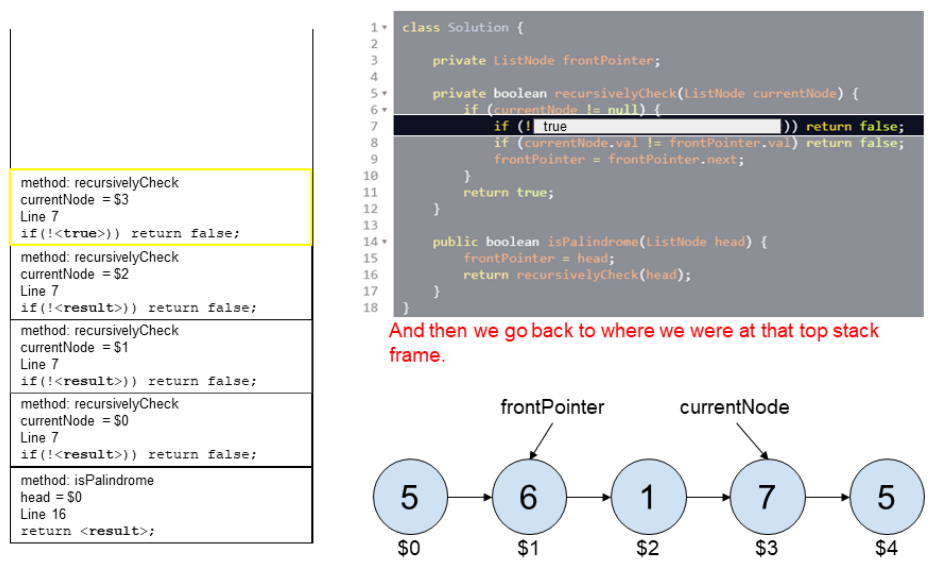 method: recursivelyCheck
currentNode = $3
Line 7
if(!<true>)) return false;
method: recursivelyCheck
currentNode = $2
Line 7
if(!<result>)) return false;
method: recursivelyCheck
currentNode = $1
Line 7
if(!<result>)) return false;
method: recursivelyCheck
currentNode = $0
Line 7
if(!<result>)) return false;
method: isPalindrome
head = $0
Line 16
return <result>;
1 class Solution {
2
3 private ListNode frontPointer;
4
5 private boolean recursivelyCheck(ListNode currentNode) {
6 if (currentNode != null) {
7 if (! true )) return false;
8 if (currentNode.val != frontPointer.val) return false;
9 frontPointer = frontPointer.next;
10 }
11 return true;
12 }
13
14 public boolean isPalindrome(ListNode head) {
15 frontPointer = head;
16 return recursivelyCheck(head);
17 }
18 }
And then we go back to where we were at that top stack
frame.
frontPointer currentNode
5 6 1 7 5
$0 $1 $2 $3 $4